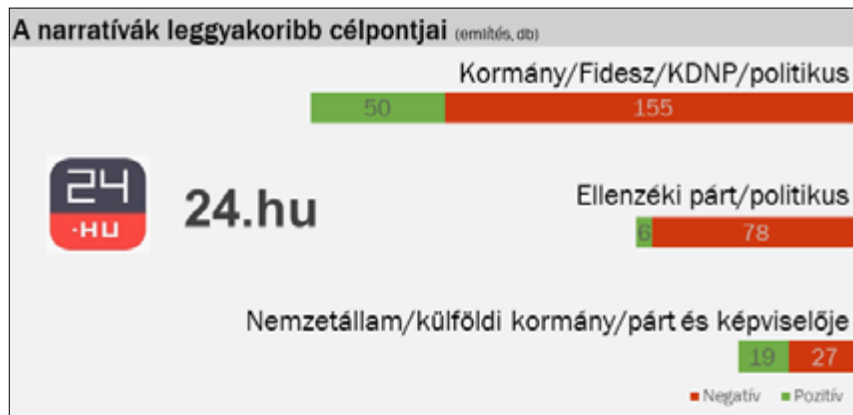 A narratívák leggyakoribb célpontjai (említés, db)
Kormány/Fidesz/KDNP/politikus
50 155
24
.HU
24.hu
Ellenzéki párt/politikus
6 78
Nemzetállam/külföldi kormány/párt és képviselője
19 27
Negatív Pozitív